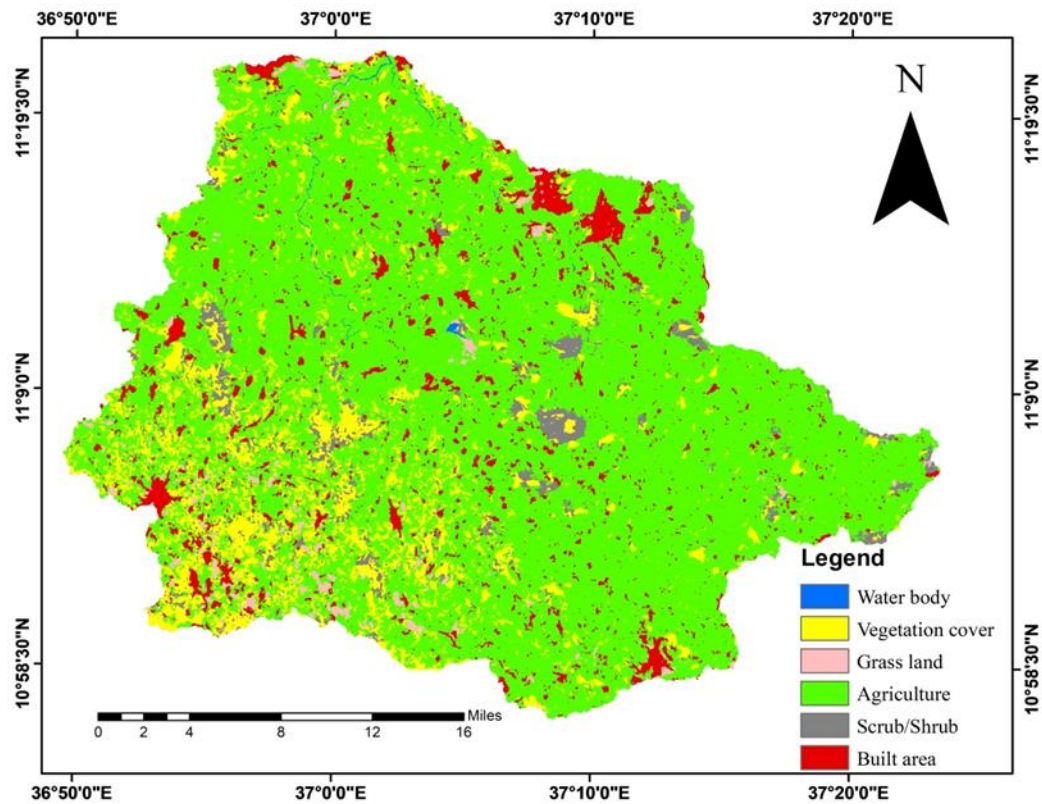 36°50'0"E 37°0'0"E 37°10'0"E 37°20'0"E
N
11°19'30"N 11°19'30"N
11°9'0"N 11°9'0"N
10°58'30"N 10°58'30"N
Legend
Water body
Vegetation cover
Grass land
Agriculture
Scrub/Shrub
Built area
Miles
0 2 4 8 12 16
36°50'0"E 37°0'0"E 37°10'0"E 37°20'0"E